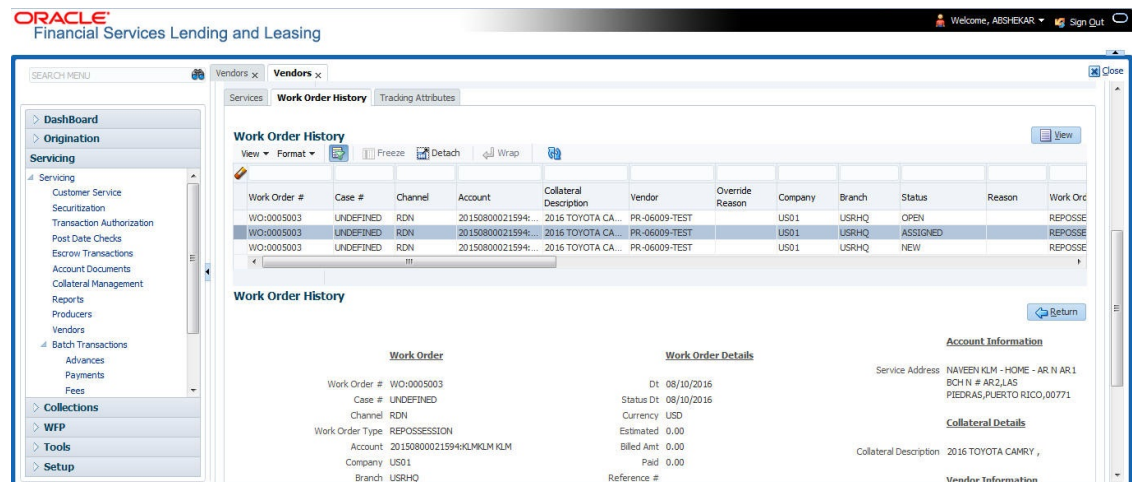 ORACLE
Financial Services Lending and Leasing
Welcome, ABSHEKAR
Sign Out
SEARCH MENU
Vendors x Vendors x
Close
DashBoard
Origination
Servicing
Servicing
Customer Service
Securitization
Transaction Authorization
Post Date Checks
Escrow Transactions
Account Documents
Collateral Management
Reports
Producers
Vendors
Batch Transactions
Advances
Payments
Fees
Collections
WFP
Tools
Setup
Services Work Order History Tracking Attributes
Work Order History
View
View Format Freeze Detach Wrap
Work Order # Case # Channel Account Collateral Description Vendor Override Reason Company Branch Status Reason Work Ord
WO:0005003 UNDEFINED RDN 20150800021594:... 2016 TOYOTA CA... PR-06009-TEST US01 USRHQ OPEN REPOSSE
WO:0005003 UNDEFINED RDN 20150800021594:... 2016 TOYOTA CA... PR-06009-TEST US01 USRHQ ASSIGNED REPOSSE
WO:0005003 UNDEFINED RDN 20150800021594:... 2016 TOYOTA CA... PR-06009-TEST US01 USRHQ NEW REPOSSE
Work Order History
Return
Work Order
Work Order # WO:0005003
Case # UNDEFINED
Channel RDN
Work Order Type REPOSSESSION
Account 20150800021594:KLMKLM KLM
Company US01
Branch USRHQ
Work Order Details
Dt 08/10/2016
Status Dt 08/10/2016
Currency USD
Estimated 0.00
Billed Amt 0.00
Paid 0.00
Reference #
Account Information
Service Address NAVEEN KLM - HOME - AR N AR1
BCH N # AR2,LAS
PIEDRAS,PUERTO RICO,00771
Collateral Details
Collateral Description 2016 TOYOTA CAMRY ,
Vendor Information